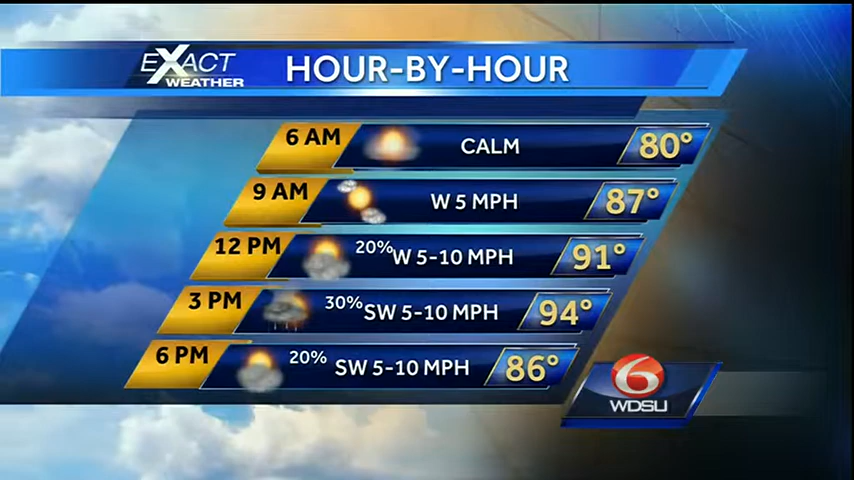 EXACT
WEATHER
HOUR-BY-HOUR
6 AM CALM 80°
9 AM W 5 MPH 87°
12 PM 20% W 5-10 MPH 91°
3 PM 30% SW 5-10 MPH 94°
6 PM 20% SW 5-10 MPH 86°
6
WDSU